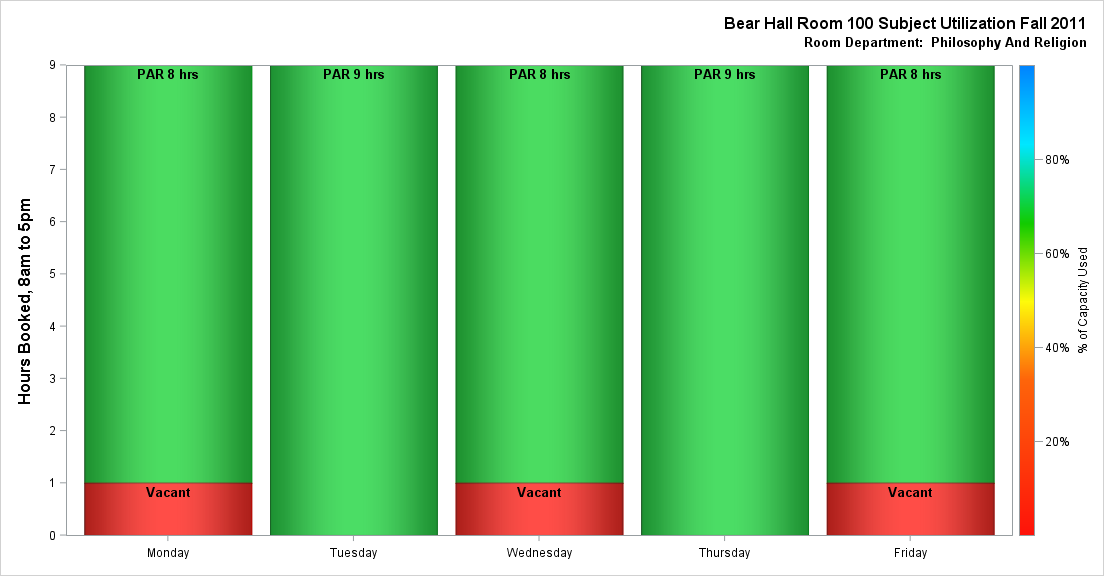 Bear Hall Room 100 Subject Utilization Fall 2011
Room Department:  Philosophy And Religion
Hours Booked, 8am to 5pm
9
8
7
6
5
4
3
2
1
0
PAR 8 hrs
PAR 9 hrs
PAR 8 hrs
PAR 9 hrs
PAR 8 hrs
Vacant
Vacant
Vacant
Monday
Tuesday
Wednesday
Thursday
Friday
80%
60%
40%
20%
% of Capacity Used